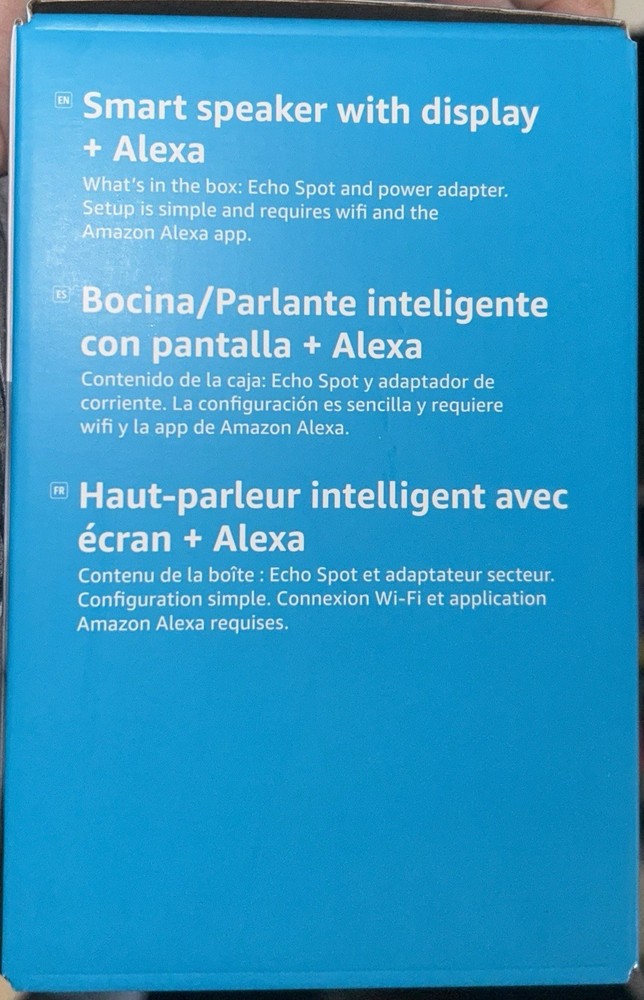 EN Smart speaker with display
+ Alexa
What's in the box: Echo Spot and power adapter.
Setup is simple and requires wifi and the
Amazon Alexa app.
ES Bocina/Parlante inteligente
con pantalla + Alexa
Contenido de la caja: Echo Spot y adaptador de
corriente. La configuración es sencilla y requiere
wifi y la app de Amazon Alexa.
FR Haut-parleur intelligent avec
écran + Alexa
Contenu de la boîte : Echo Spot et adaptateur secteur.
Configuration simple. Connexion Wi-Fi et application
Amazon Alexa requises.